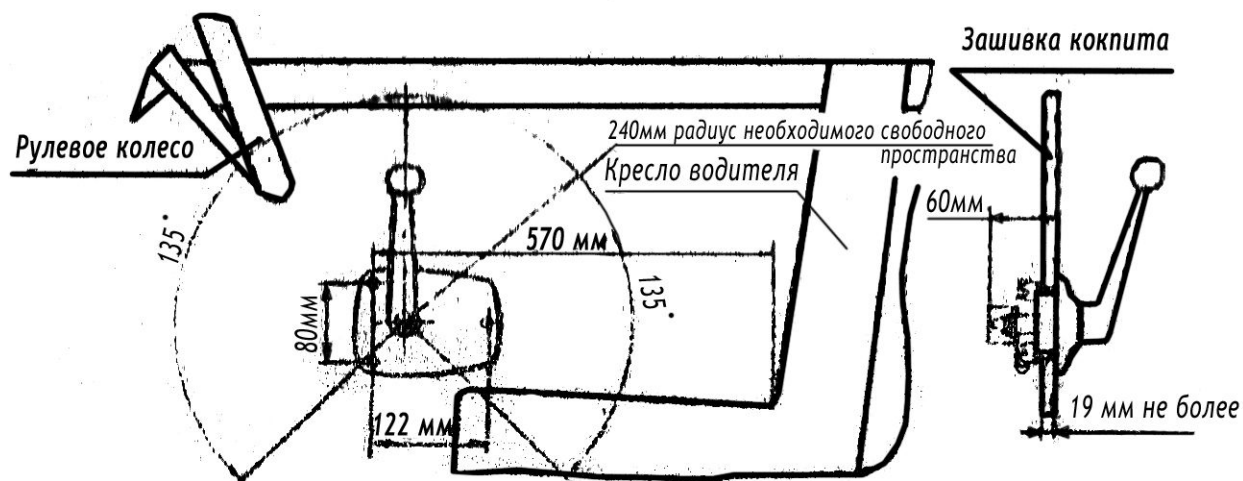 Зашивка кокпита
Рулевое колесо
240мм радиус необходимого свободного
пространства
Кресло водителя
60мм
135°
570 мм
135°
80мм
122 мм
19 мм не более